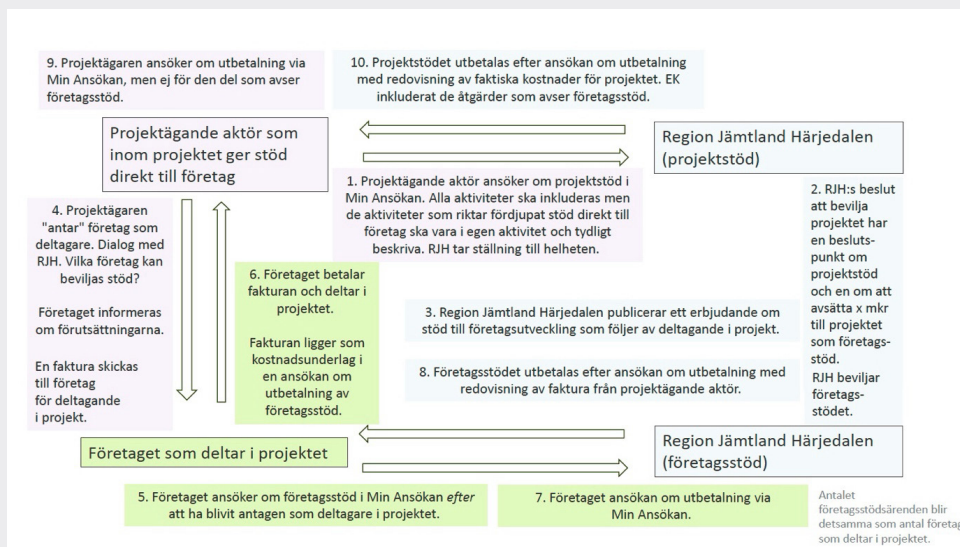 9. Projektägaren ansöker om utbetalning via
Min Ansökan, men ej för den del som avser
företagsstöd.
10. Projektstödet utbetalas efter ansökan om utbetalning
med redovisning av faktiska kostnader för projektet. EK
inkluderat de åtgärder som avser företagsstöd.
Projektägande aktör som
inom projektet ger stöd
direkt till företag
Region Jämtland Härjedalen
(projektstöd)
1. Projektägande aktör ansöker om projektstöd i
Min Ansökan. Alla aktiviteter ska inkluderas men
de aktiviteter som riktar fördjupat stöd direkt till
företag ska vara i egen aktivitet och tydligt
beskriva. RJH tar ställning till helheten.
2. RJH:s beslut
att bevilja
projektet har
en besluts-
punkt om
projektstöd
och en om att
avsätta x mkr
till projektet
som företags-
stöd.
RJH beviljar
företags-
stödet.
4. Projektägaren
"antar" företag som
deltagare. Dialog med
RJH. Vilka företag kan
beviljas stöd?
Företaget informeras
om förutsättningarna.
En faktura skickas
till företag
för deltagande
i projekt.
6. Företaget betalar
fakturan och deltar i
projektet.
Fakturan ligger som
kostnadsunderlag i
en ansökan om
utbetalning av
företagsstöd.
3. Region Jämtland Härjedalen publicerar ett erbjudande om
stöd till företagsutveckling som följer av deltagande i projekt.
8. Företagsstödet utbetalas efter ansökan om utbetalning med
redovisning av faktura från projektägande aktör.
Företaget som deltar i projektet
Region Jämtland Härjedalen
(företagsstöd)
5. Företaget ansöker om företagsstöd i Min Ansökan efter
att ha blivit antagen som deltagare i projektet.
7. Företaget ansökan om utbetalning via
Min Ansökan.
Antalet
företagsstödsärenden blir
detsamma som antal företag
som deltar i projektet.